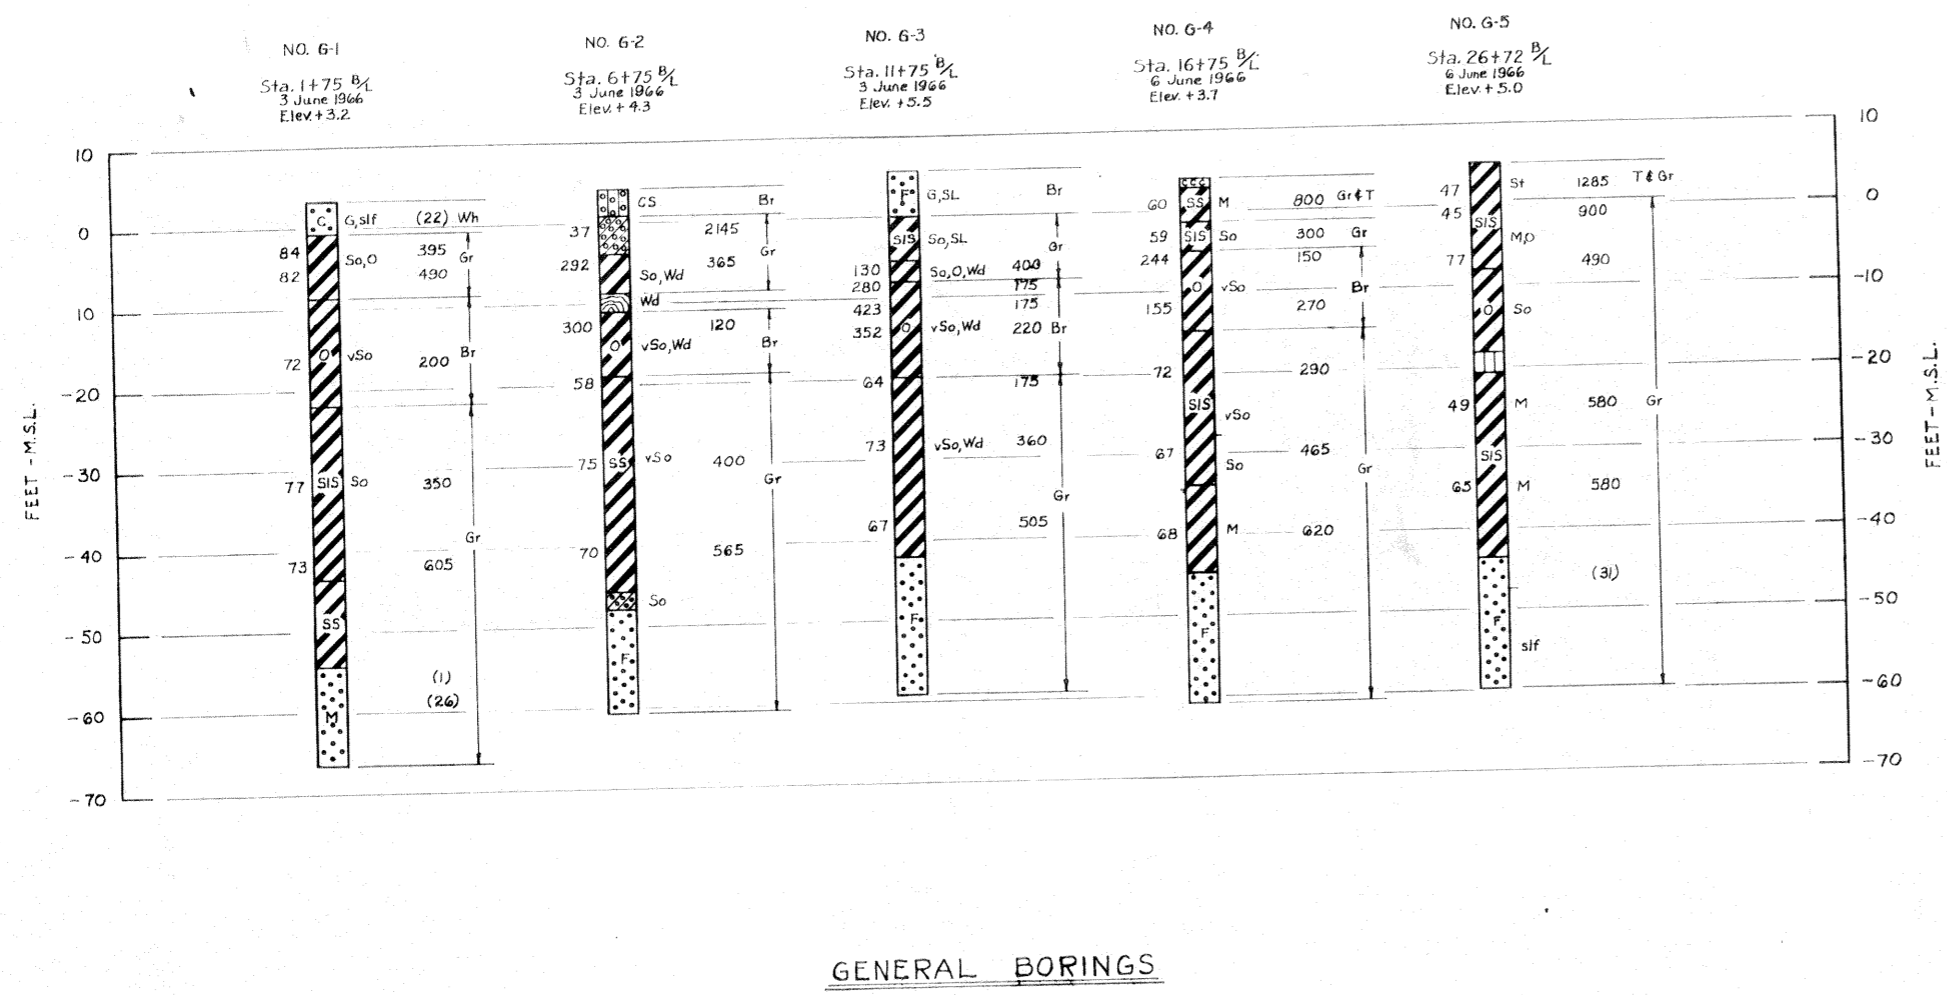 NO. G-1
Sta. 1+75 B/L
3 June 1966
Elev. + 3.2
NO. G-2
Sta. 6+75 B/L
3 June 1966
Elev. + 4.3
NO. G-3
Sta. 11+75 B/L
3 June 1966
Elev. + 5.5
NO. G-4
Sta. 16+75 B/L
6 June 1966
Elev. + 3.7
NO. G-5
Sta. 26+72 B/L
6 June 1966
Elev. + 5.0
FEET - M.S.L.
10
0
10
-20
-30
-40
-50
-60
-70
C G, slf (22) Wh
84 395
So, O Gr
82 490
O vSo Br
72 200
77 SIS So 350
Gr
73 605
SS
(1)
(26)
M
CS Br
37 2145
Gr
292 365
So, Wd
Wd
300 120
O vSo, Wd Br
58
75 SS vSo 400
Gr
70 565
So
F
F G, SL Br
SIS So, SL Gr
130 So, O, Wd 400
280 175
423 175
352 O vSo, Wd 220 Br
64 175
73 vSo, Wd 360
Gr
67 505
F
CCC
60 SS M 800 Gr & T
59 SIS So 300 Gr
244 150
O vSo Br
155 270
72 290
SIS vSo
67 465
So Gr
68 M 620
F
47 St 1285 T & Gr
45 900
SIS M, O
77 490
O So
49 M 580 Gr
SIS
65 M 580
(31)
F slf
10
0
-10
-20
-30
-40
-50
-60
-70
FEET - M.S.L.
GENERAL BORINGS